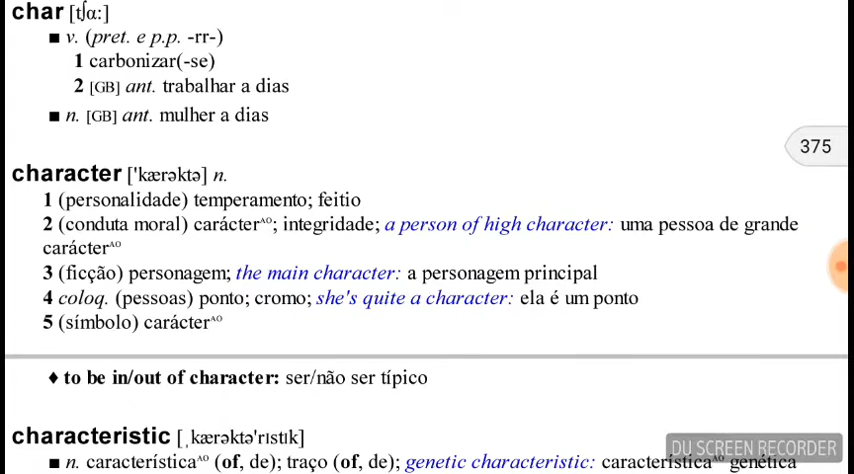 char [tʃɑː]
■ v. (pret. e p.p. -rr-)
1 carbonizar(-se)
2 [GB] ant. trabalhar a dias
■ n. [GB] ant. mulher a dias
375
character ['kærəktə] n.
1 (personalidade) temperamento; feitio
2 (conduta moral) carácterᴬᴼ; integridade; a person of high character: uma pessoa de grande
carácterᴬᴼ
3 (ficção) personagem; the main character: a personagem principal
4 coloq. (pessoas) ponto; cromo; she's quite a character: ela é um ponto
5 (símbolo) carácterᴬᴼ
♦ to be in/out of character: ser/não ser típico
characteristic [ˌkærəktə'rɪstɪk]
■ n. característicaᴬᴼ (of, de); traço (of, de); genetic characteristic: característicaᴬᴼ genética
DU SCREEN RECORDER